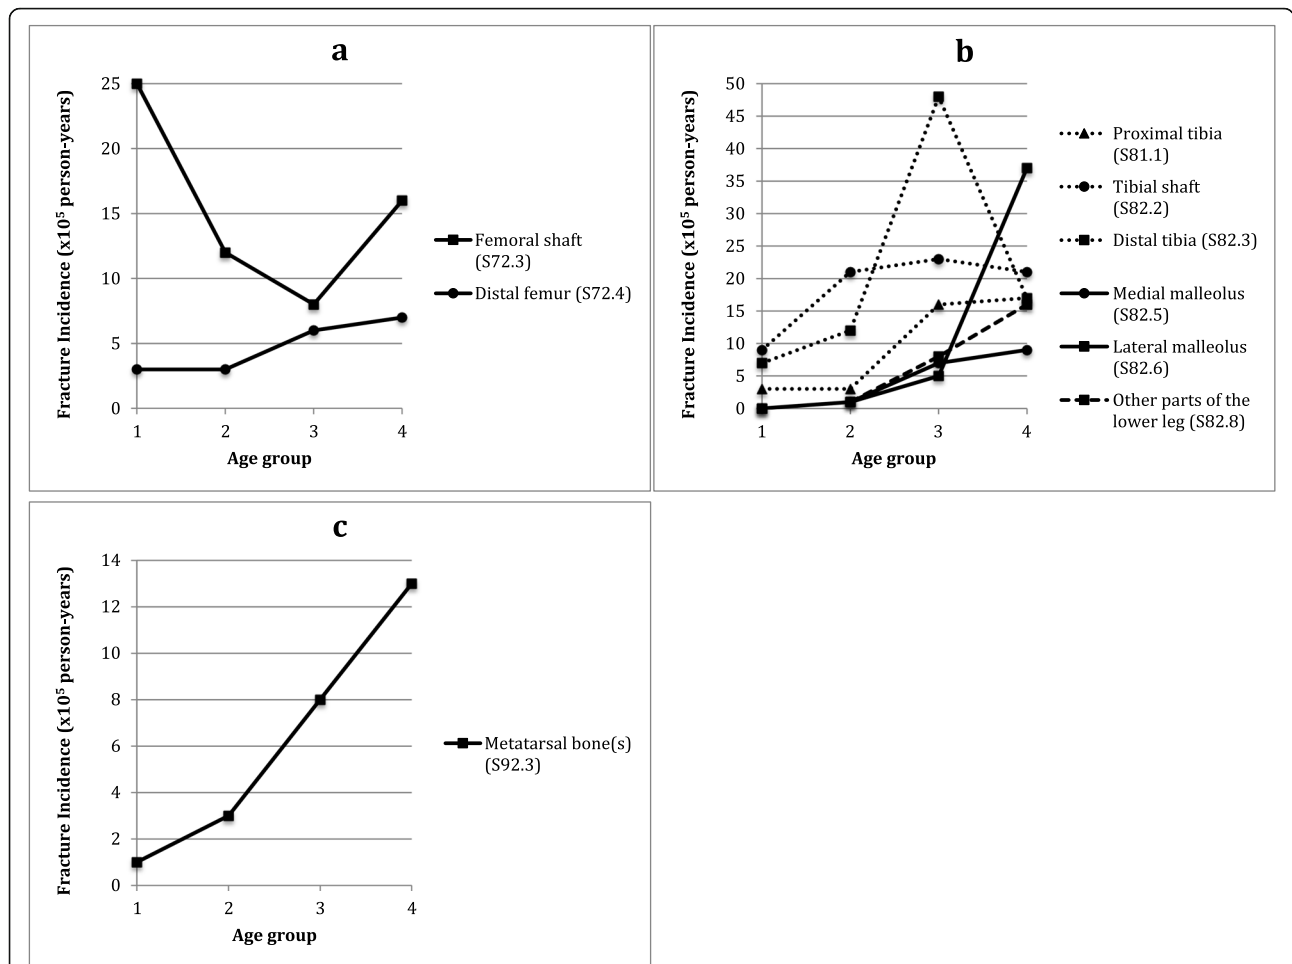 a
Fracture Incidence (x10⁵ person-years)
25
20
15
10
5
0
1 2 3 4
Age group
Femoral shaft
(S72.3)
Distal femur (S72.4)
b
Fracture Incidence (x10⁵ person-years)
50
45
40
35
30
25
20
15
10
5
0
1 2 3 4
Age group
Proximal tibia
(S81.1)
Tibial shaft
(S82.2)
Distal tibia (S82.3)
Medial malleolus
(S82.5)
Lateral malleolus
(S82.6)
Other parts of the
lower leg (S82.8)
c
Fracture Incidence (x10⁵ person-years)
14
12
10
8
6
4
2
0
1 2 3 4
Age group
Metatarsal bone(s)
(S92.3)